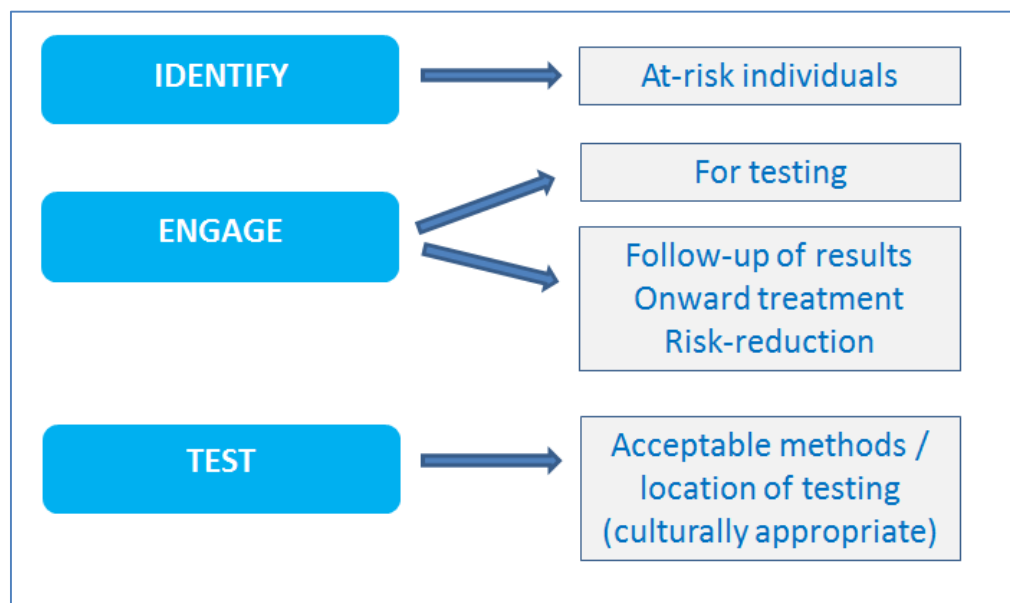 IDENTIFY
At-risk individuals
ENGAGE
For testing
Follow-up of results
Onward treatment
Risk-reduction
TEST
Acceptable methods /
location of testing
(culturally appropriate)